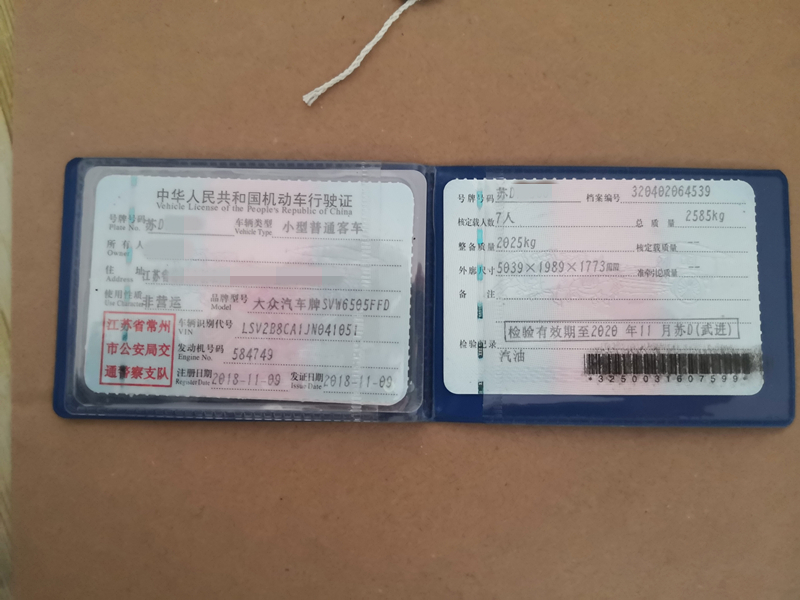 中华人民共和国机动车行驶证
Vehicle License of the People's Republic of China
号牌号码 苏D 车辆类型 小型普通客车
Plate No. Vehicle Type
所有人
Owner
住址 江苏省
Address
使用性质 非营运 品牌型号 大众汽车牌SVW6505FFD
Use Character Model
江苏省常州
市公安局交
通警察支队
车辆识别代号 LSV2B8CA1JN041051
VIN
发动机号码 584749
Engine No.
注册日期 2018-11-09 发证日期 2018-11-09
Register Date Issue Date
号牌号码 苏D 档案编号 320402064539
核定载人数 7人 总质量 2585kg
整备质量 2025kg 核定载质量 --
外廓尺寸 5039×1989×1773mm 准牵引总质量 --
备注
检验有效期至2020 年11 月苏D(武进)
检验记录
汽油
*3250031607599*